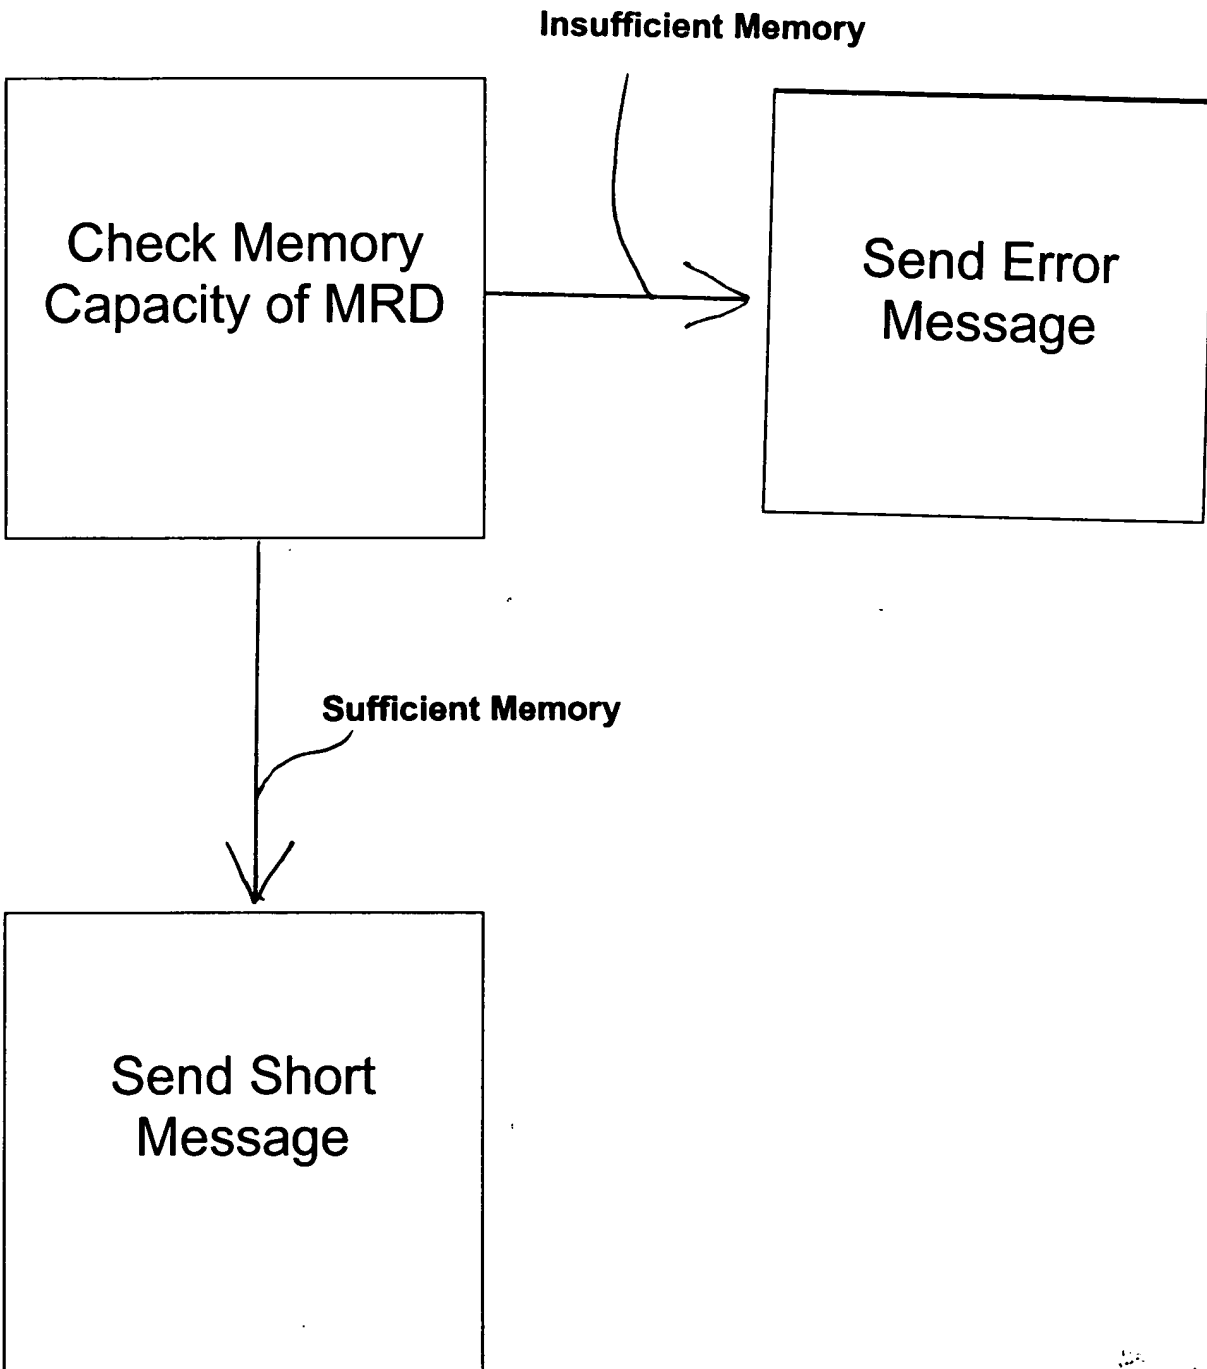 Insufficient Memory
Check Memory
Capacity of MRD
Send Error
Message
Sufficient Memory
Send Short
Message